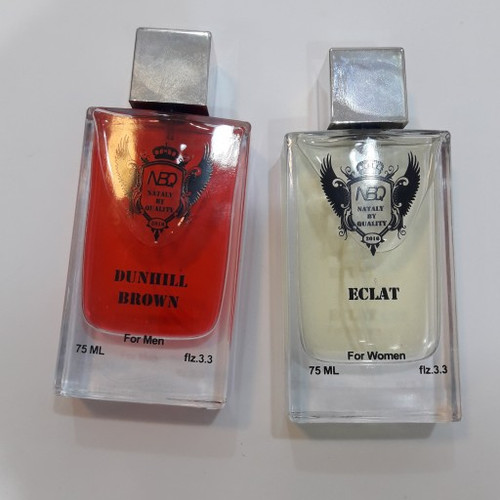 NBQ
NATALY
BY
QUALITY
2010
DUNHILL
BROWN
For Men
75 ML
flz.3.3
NBQ
NATALY
BY
QUALITY
2010
ECLAT
For Women
75 ML
flz.3.3